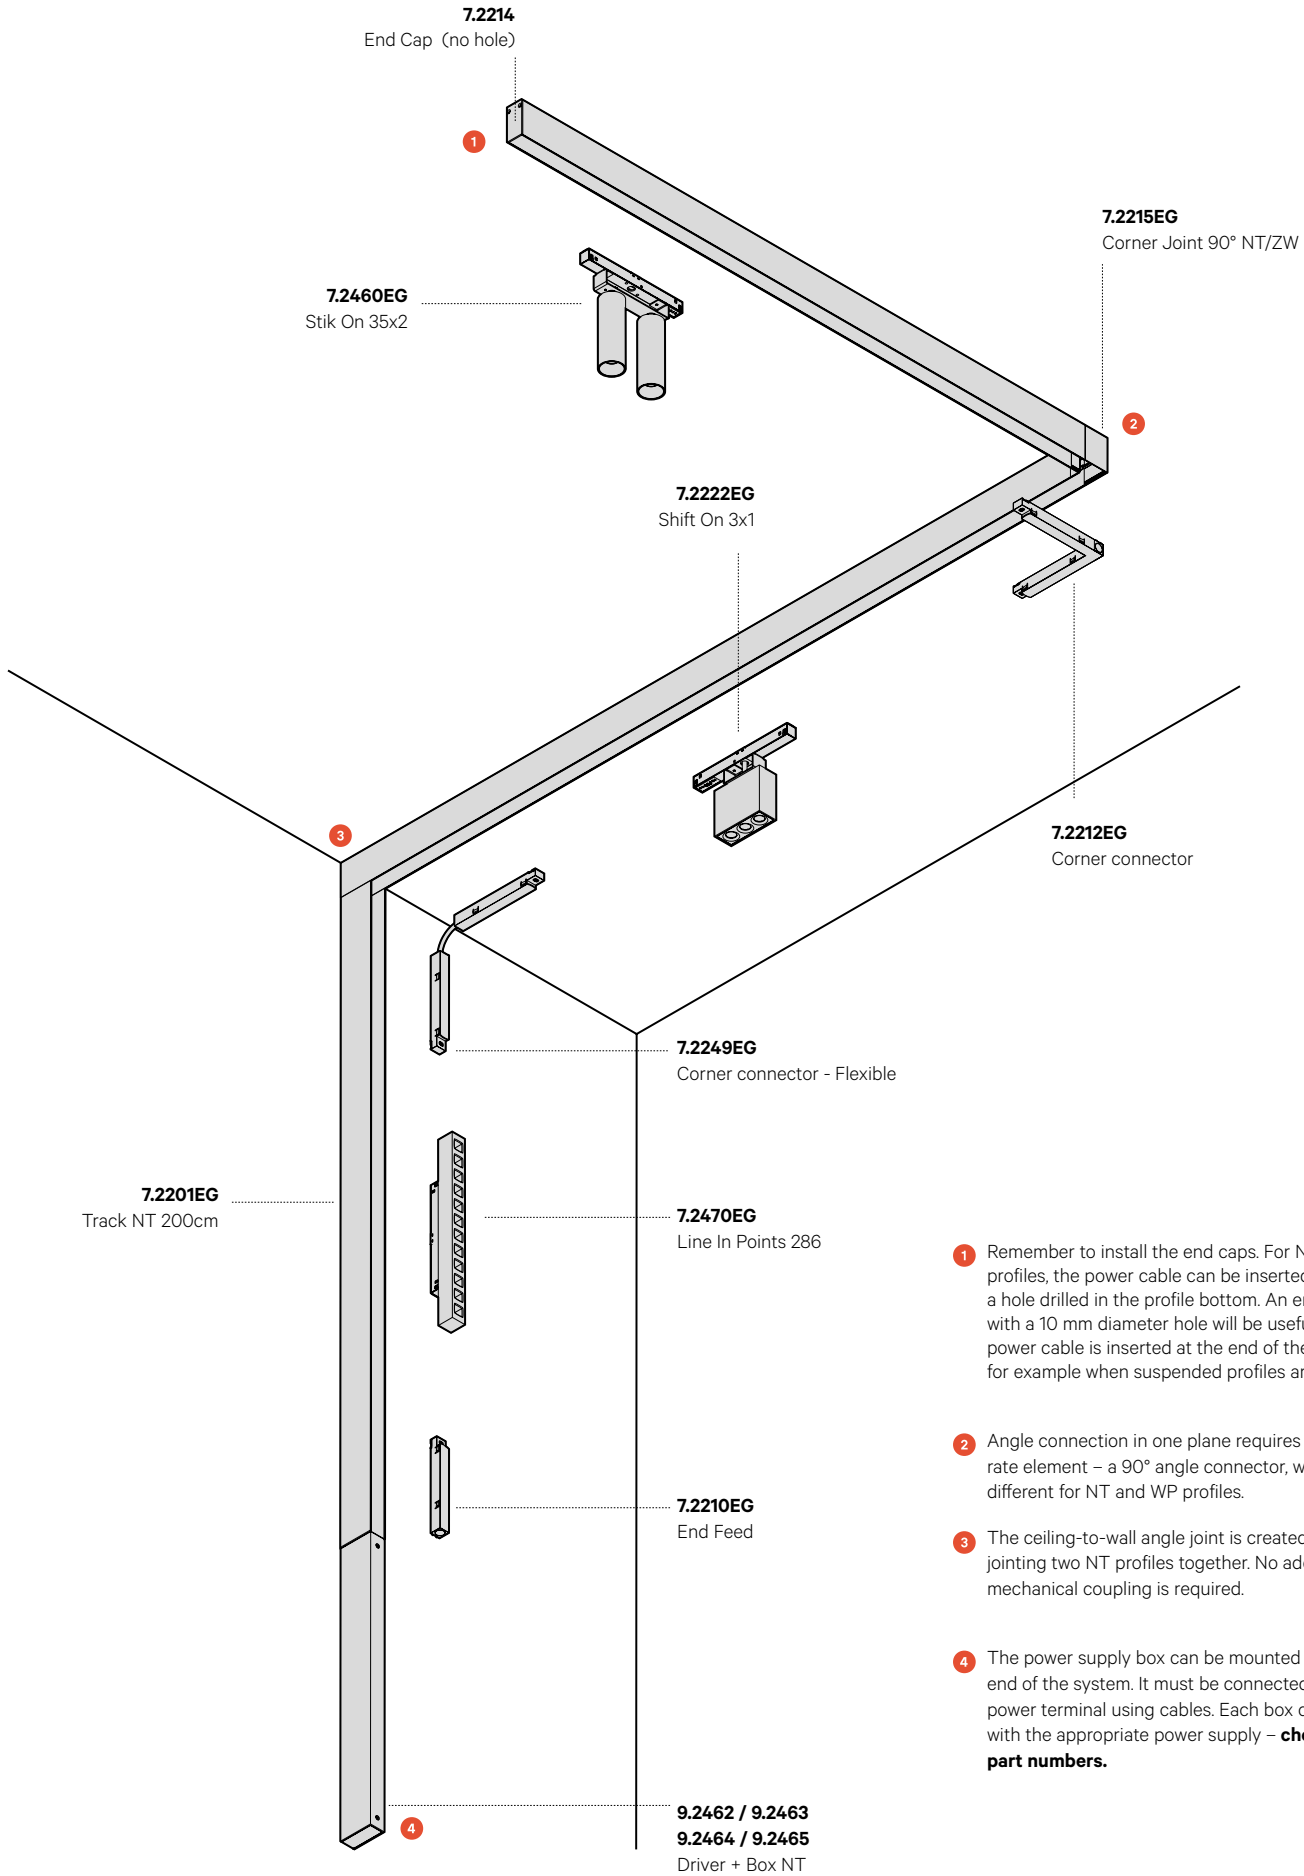 7.2214
End Cap (no hole)
1
7.2215EG
Corner Joint 90° NT/ZW
7.2460EG
Stik On 35x2
2
7.2222EG
Shift On 3x1
3
7.2212EG
Corner connector
7.2249EG
Corner connector - Flexible
7.2201EG
Track NT 200cm
7.2470EG
Line In Points 286
7.2210EG
End Feed
1 Remember to install the end caps. For
profiles, the power cable can be inserted
a hole drilled in the profile bottom. An
with a 10 mm diameter hole will be
power cable is inserted at the end of the
for example when suspended profiles
2 Angle connection in one plane requires
rate element – a 90° angle connector,
different for NT and WP profiles.
3 The ceiling-to-wall angle joint is created
jointing two NT profiles together. No
mechanical coupling is required.
4 The power supply box can be mounted
end of the system. It must be connected
power terminal using cables. Each box
with the appropriate power supply –
part numbers.
4
9.2462 / 9.2463
9.2464 / 9.2465
Driver + Box NT